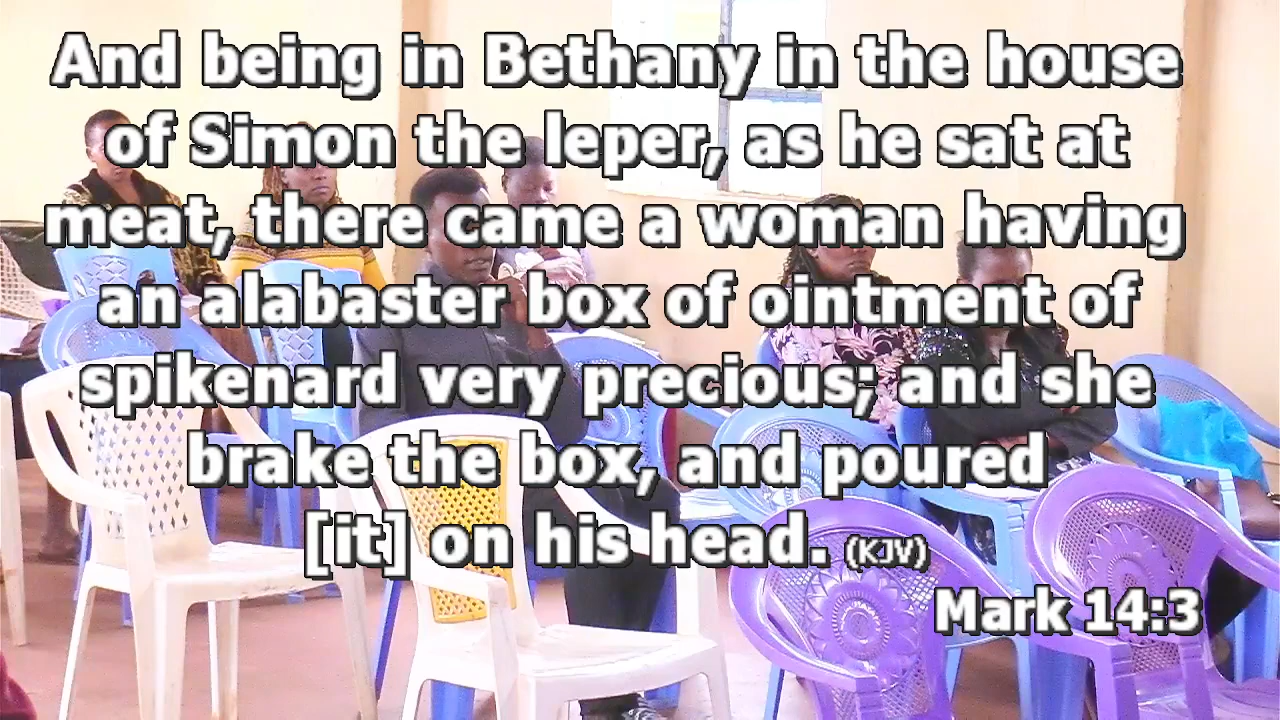 And being in Bethany in the house
of Simon the leper, as he sat at
meat, there came a woman having
an alabaster box of ointment of
spikenard very precious; and she
brake the box, and poured
[it] on his head. (KJV)
Mark 14:3